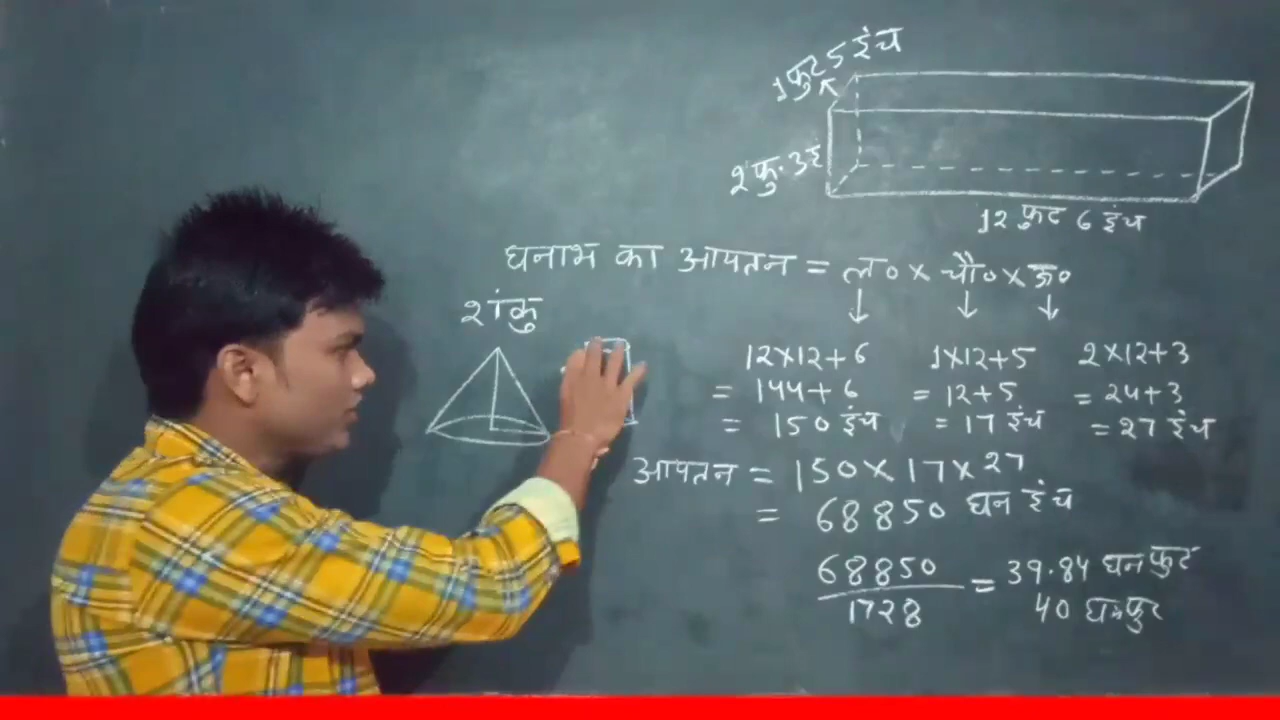 1 फुट 5 इंच
2 फु. 3 इं
12 फुट 6 इंच
घनाभ का आयतन = ल० × चौ० × ऊ०
शंकु
12×12+6
= 144+6
= 150 इंच
1×12+5
= 12+5
= 17 इंच
2×12+3
= 24+3
= 27 इंच
आयतन = 150×17×27
= 68850 घन इंच
68850
1728
= 39.84 घन फुट
40 घन फुट